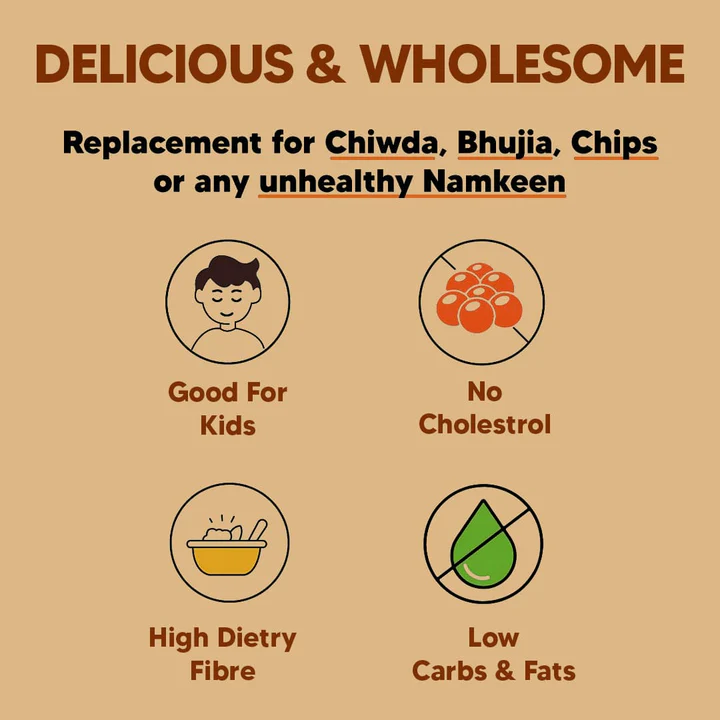 DELICIOUS & WHOLESOME
Replacement for Chiwda, Bhujia, Chips
or any unhealthy Namkeen
Good For
Kids
No
Cholestrol
High Dietry
Fibre
Low
Carbs & Fats